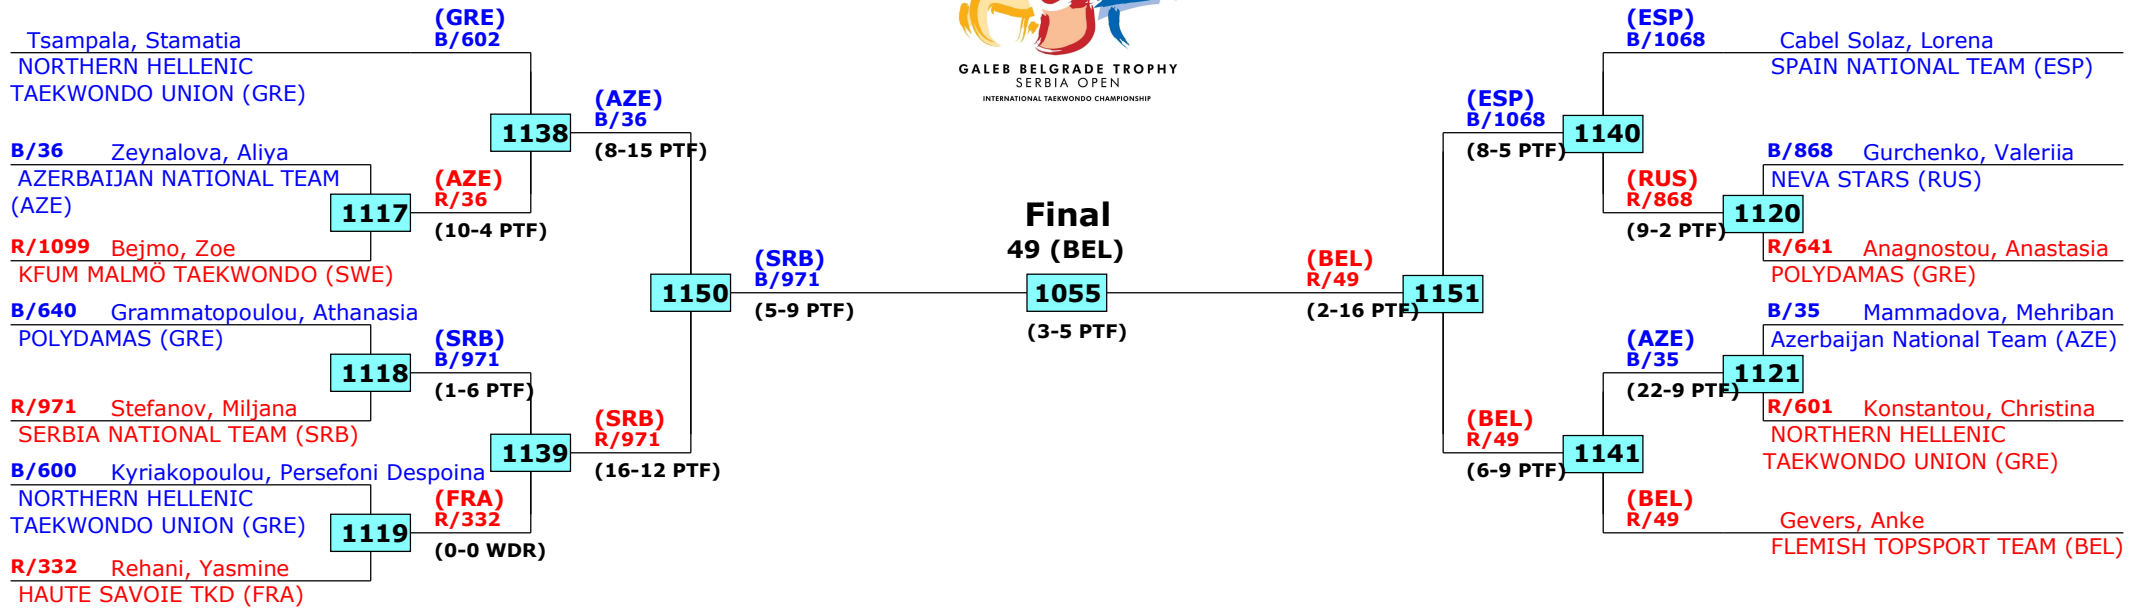 (GRE)
B/602
Tsampala, Stamatia
NORTHERN HELLENIC
TAEKWONDO UNION (GRE)
B/36 Zeynalova, Aliya
AZERBAIJAN NATIONAL TEAM
(AZE)
1117
(AZE)
R/36
(10-4 PTF)
R/1099 Bejmo, Zoe
KFUM MALMÖ TAEKWONDO (SWE)
1138
(AZE)
B/36
(8-15 PTF)
B/640 Grammatopoulou, Athanasia
POLYDAMAS (GRE)
1118
(SRB)
B/971
(1-6 PTF)
R/971 Stefanov, Miljana
SERBIA NATIONAL TEAM (SRB)
B/600 Kyriakopoulou, Persefoni Despoina
NORTHERN HELLENIC
TAEKWONDO UNION (GRE)
1119
(FRA)
R/332
(0-0 WDR)
R/332 Rehani, Yasmine
HAUTE SAVOIE TKD (FRA)
1139
(SRB)
R/971
(16-12 PTF)
1150
(SRB)
B/971
(5-9 PTF)
GALEB BELGRADE TROPHY
SERBIA OPEN
INTERNATIONAL TAEKWONDO CHAMPIONSHIP
Final
49 (BEL)
1055
(3-5 PTF)
(BEL)
R/49
(2-16 PTF)
1151
(ESP)
B/1068
(8-5 PTF)
1140
(ESP)
B/1068
Cabel Solaz, Lorena
SPAIN NATIONAL TEAM (ESP)
(RUS)
R/868
(9-2 PTF)
1120
B/868 Gurchenko, Valeriia
NEVA STARS (RUS)
R/641 Anagnostou, Anastasia
POLYDAMAS (GRE)
(BEL)
R/49
(6-9 PTF)
1141
(AZE)
B/35
(22-9 PTF)
1121
B/35 Mammadova, Mehriban
Azerbaijan National Team (AZE)
R/601 Konstantou, Christina
NORTHERN HELLENIC
TAEKWONDO UNION (GRE)
(BEL)
R/49
Gevers, Anke
FLEMISH TOPSPORT TEAM (BEL)